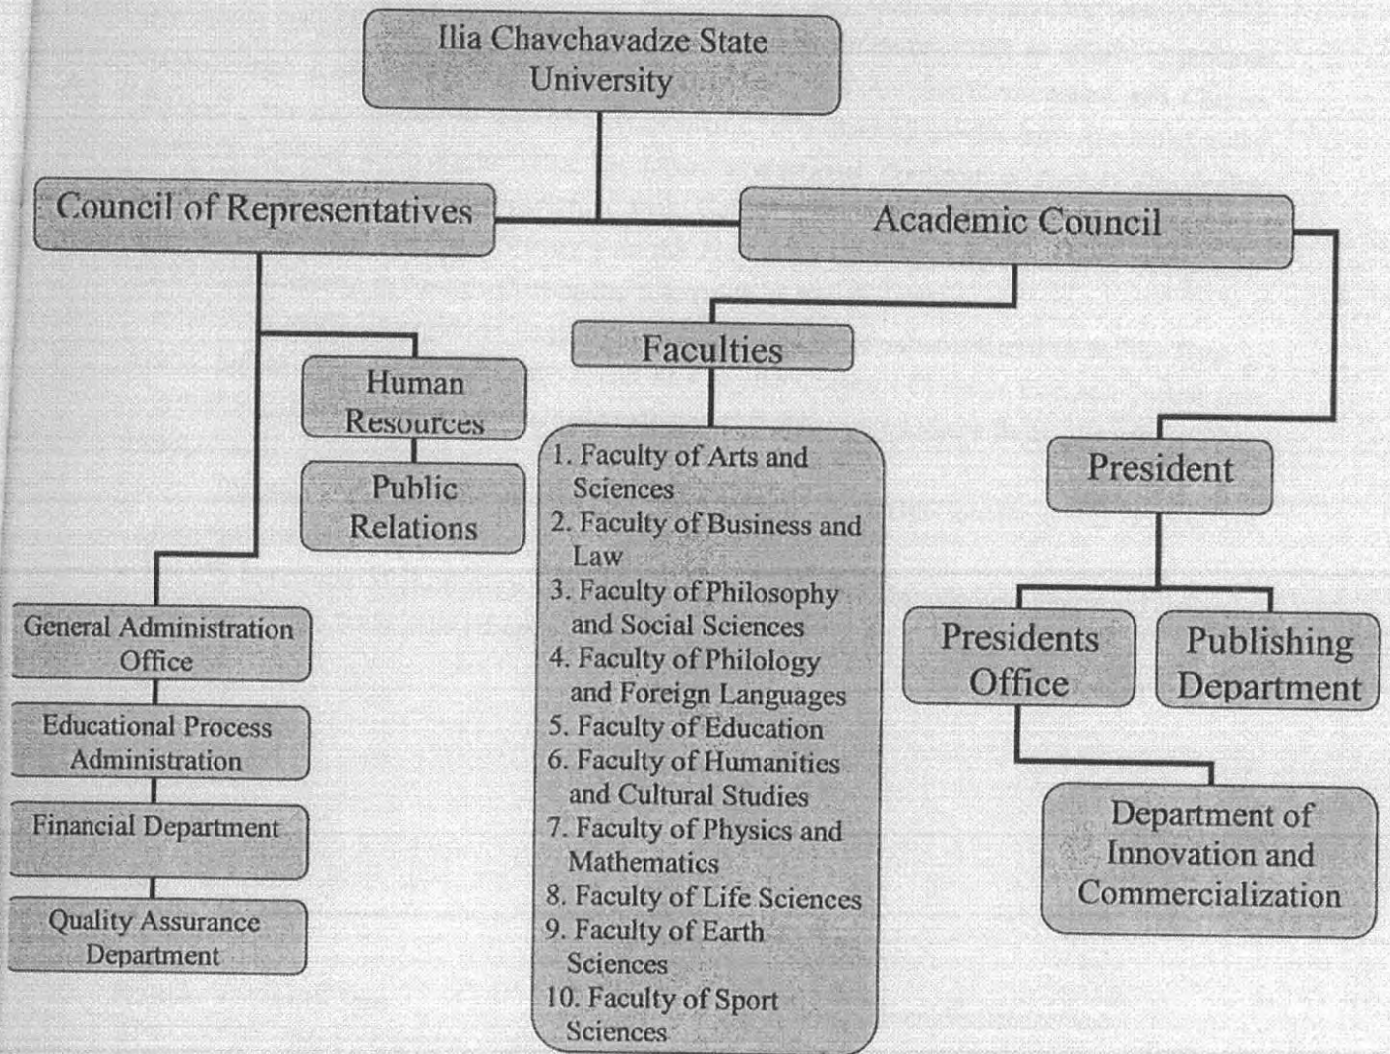 Ilia Chavchavadze State
University
Council of Representatives
Academic Council
Human
Resources
Public
Relations
General Administration
Office
Educational Process
Administration
Financial Department
Quality Assurance
Department
Faculties
1. Faculty of Arts and
Sciences
2. Faculty of Business and
Law
3. Faculty of Philosophy
and Social Sciences
4. Faculty of Philology
and Foreign Languages
5. Faculty of Education
6. Faculty of Humanities
and Cultural Studies
7. Faculty of Physics and
Mathematics
8. Faculty of Life Sciences
9. Faculty of Earth
Sciences
10. Faculty of Sport
Sciences
President
Presidents
Office
Publishing
Department
Department of
Innovation and
Commercialization